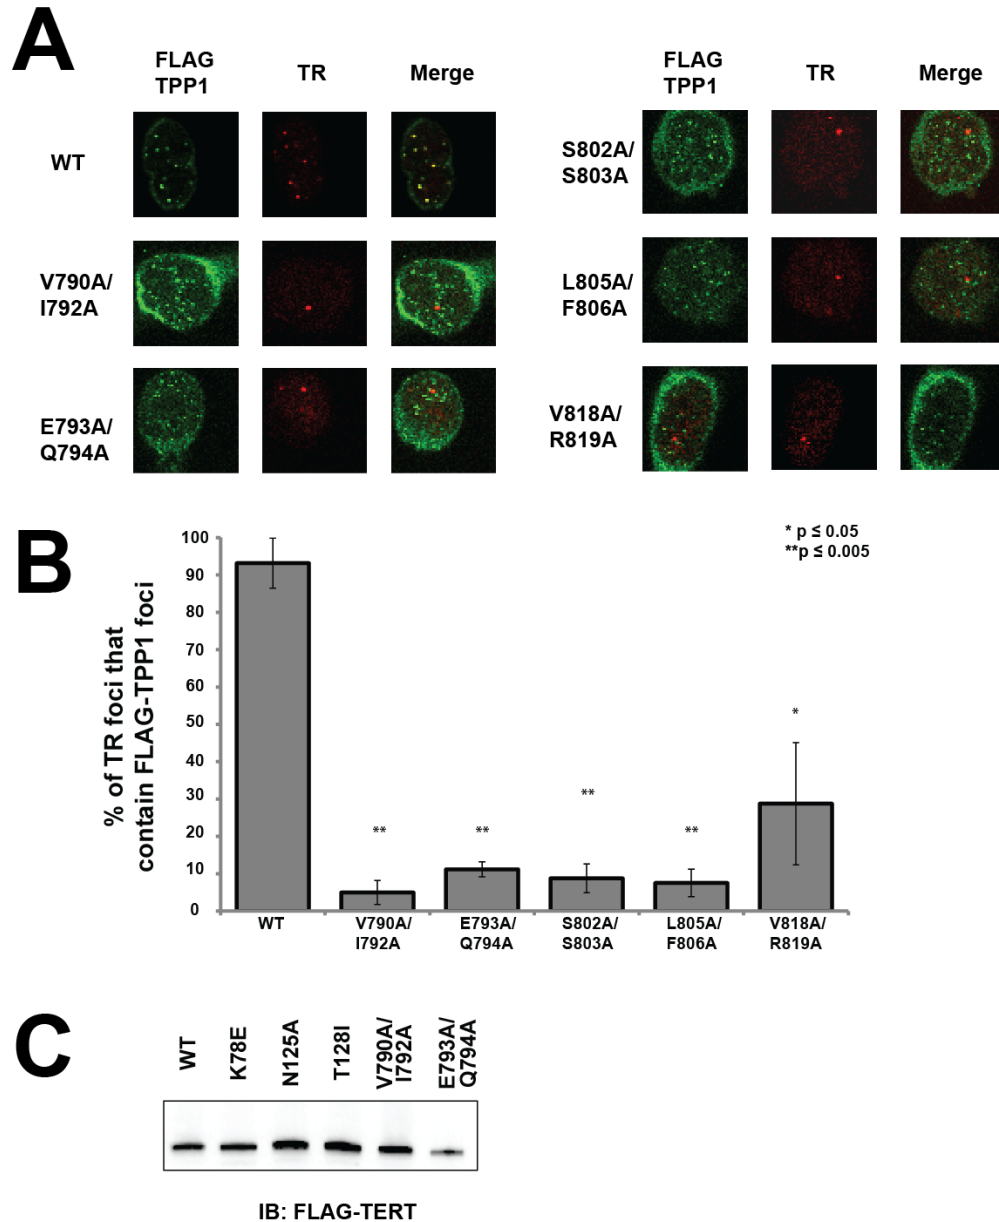 A
FLAG
TPP1
TR
Merge
WT
V790A/
I792A
E793A/
Q794A
FLAG
TPP1
TR
Merge
S802A/
S803A
L805A/
F806A
V818A/
R819A
B
* p ≤ 0.05
**p ≤ 0.005
% of TR foci that
contain FLAG-TPP1 foci
100
90
80
70
60
50
40
30
20
10
0
**
**
**
**
*
WT
V790A/
I792A
E793A/
Q794A
S802A/
S803A
L805A/
F806A
V818A/
R819A
C
WT
K78E
N125A
T128I
V790A/
I792A
E793A/
Q794A
IB: FLAG-TERT